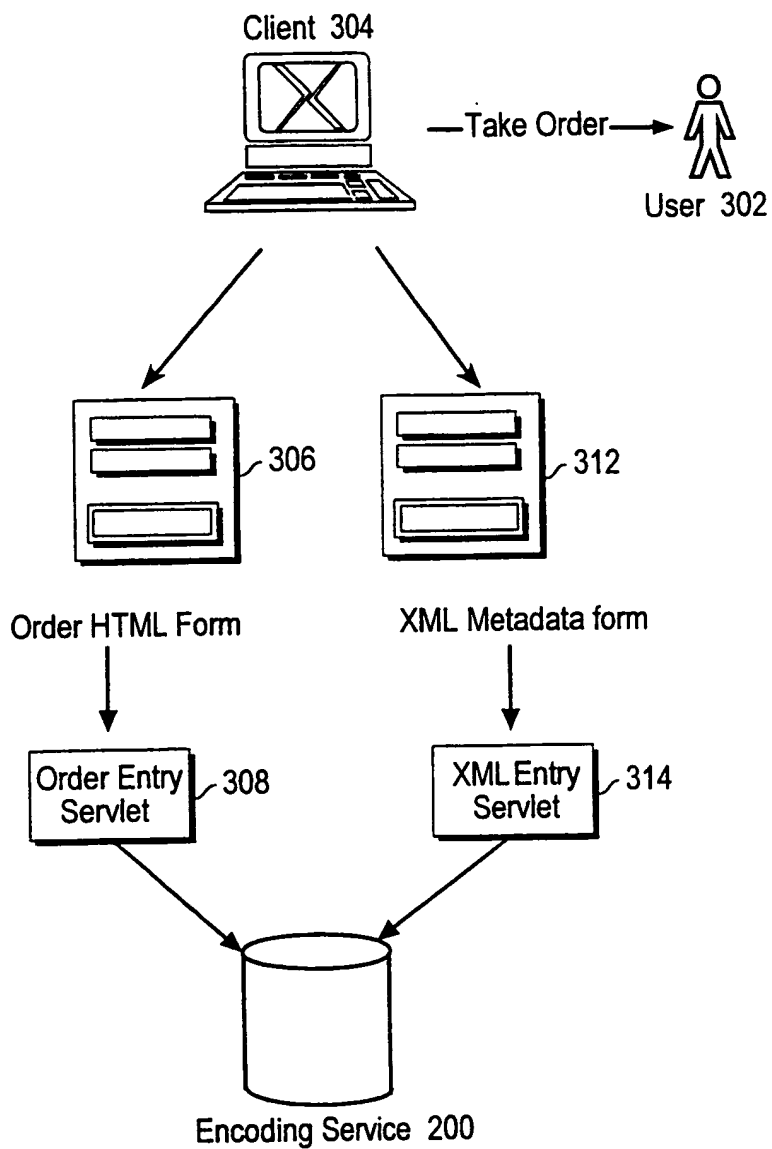 Client 304
Take Order
User 302
306
312
Order HTML Form
XML Metadata form
Order Entry
Servlet
308
XML Entry
Servlet
314
Encoding Service 200